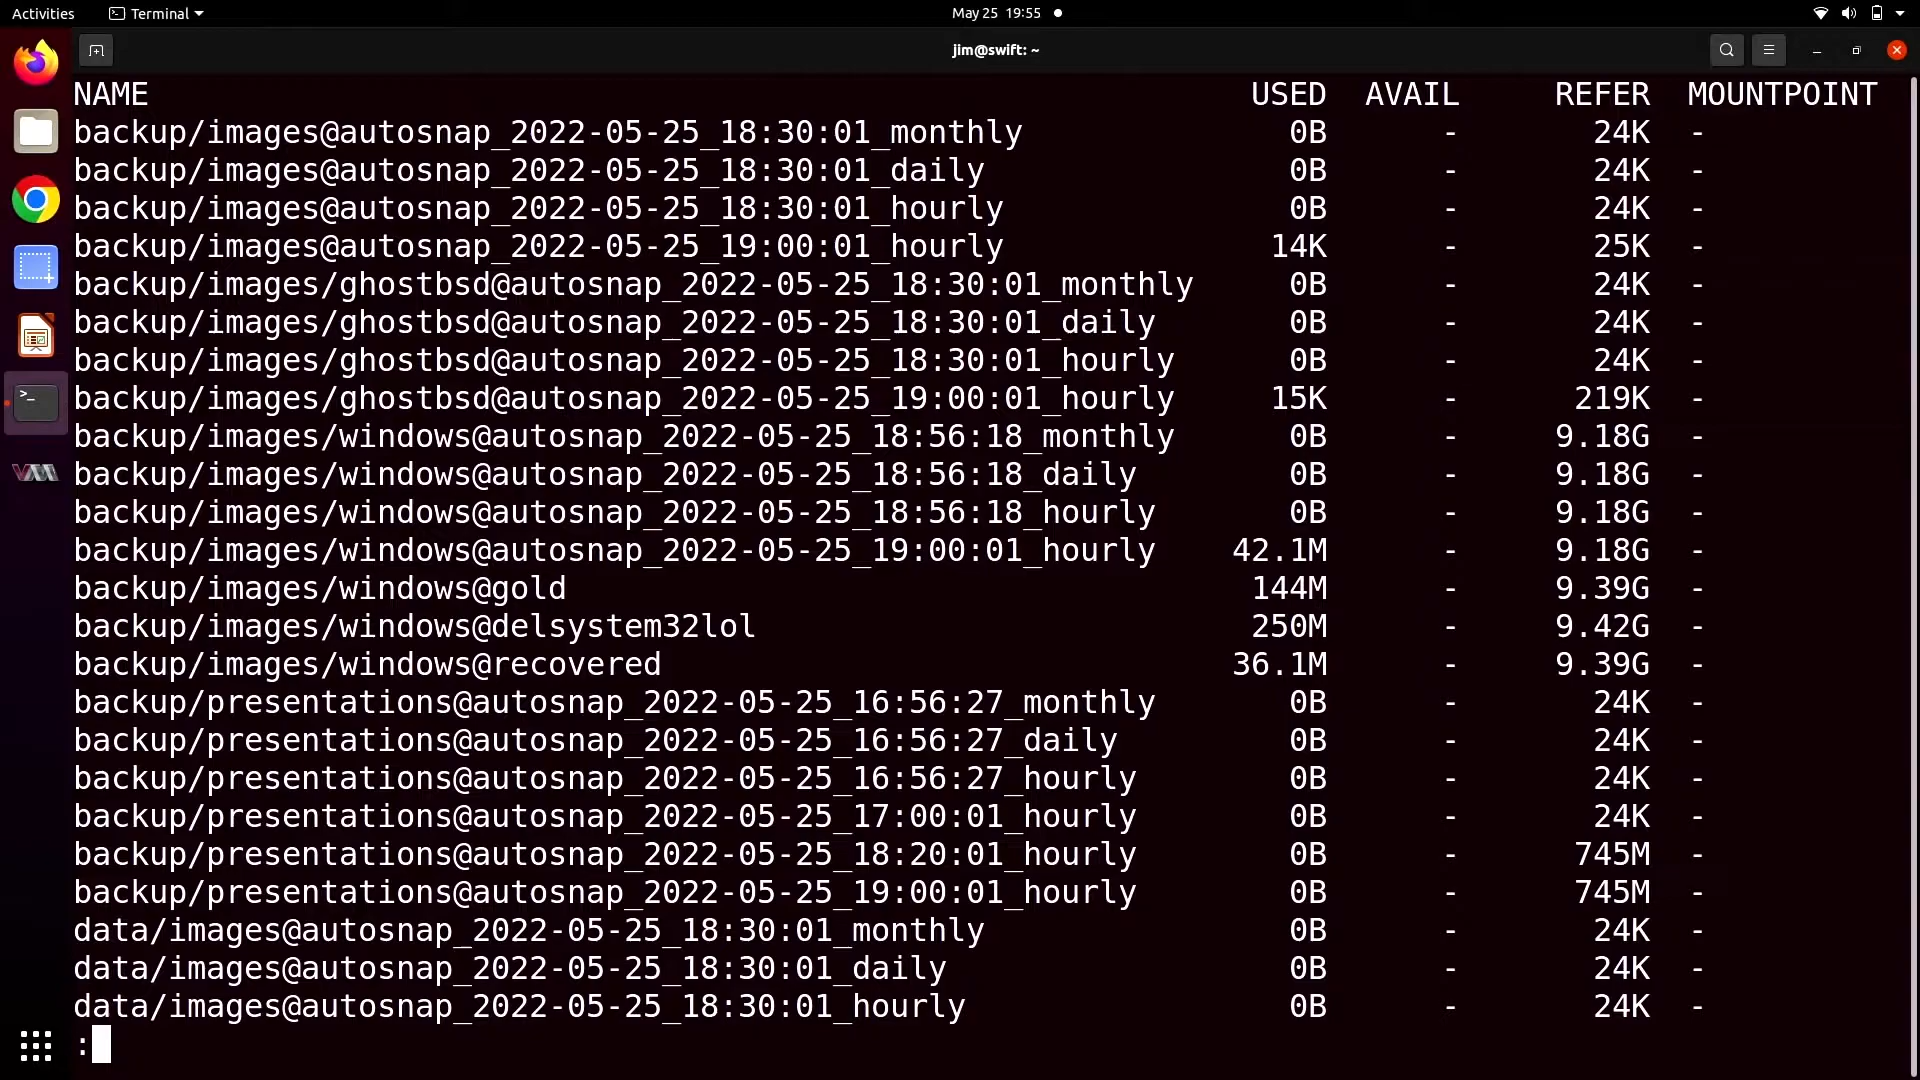 Activities Terminal May 25 19:55
jim@swift: ~
NAME USED AVAIL REFER MOUNTPOINT
backup/images@autosnap_2022-05-25_18:30:01_monthly 0B - 24K -
backup/images@autosnap_2022-05-25_18:30:01_daily 0B - 24K -
backup/images@autosnap_2022-05-25_18:30:01_hourly 0B - 24K -
backup/images@autosnap_2022-05-25_19:00:01_hourly 14K - 25K -
backup/images/ghostbsd@autosnap_2022-05-25_18:30:01_monthly 0B - 24K -
backup/images/ghostbsd@autosnap_2022-05-25_18:30:01_daily 0B - 24K -
backup/images/ghostbsd@autosnap_2022-05-25_18:30:01_hourly 0B - 24K -
backup/images/ghostbsd@autosnap_2022-05-25_19:00:01_hourly 15K - 219K -
backup/images/windows@autosnap_2022-05-25_18:56:18_monthly 0B - 9.18G -
backup/images/windows@autosnap_2022-05-25_18:56:18_daily 0B - 9.18G -
backup/images/windows@autosnap_2022-05-25_18:56:18_hourly 0B - 9.18G -
backup/images/windows@autosnap_2022-05-25_19:00:01_hourly 42.1M - 9.18G -
backup/images/windows@gold 144M - 9.39G -
backup/images/windows@delsystem32lol 250M - 9.42G -
backup/images/windows@recovered 36.1M - 9.39G -
backup/presentations@autosnap_2022-05-25_16:56:27_monthly 0B - 24K -
backup/presentations@autosnap_2022-05-25_16:56:27_daily 0B - 24K -
backup/presentations@autosnap_2022-05-25_16:56:27_hourly 0B - 24K -
backup/presentations@autosnap_2022-05-25_17:00:01_hourly 0B - 24K -
backup/presentations@autosnap_2022-05-25_18:20:01_hourly 0B - 745M -
backup/presentations@autosnap_2022-05-25_19:00:01_hourly 0B - 745M -
data/images@autosnap_2022-05-25_18:30:01_monthly 0B - 24K -
data/images@autosnap_2022-05-25_18:30:01_daily 0B - 24K -
data/images@autosnap_2022-05-25_18:30:01_hourly 0B - 24K -
: